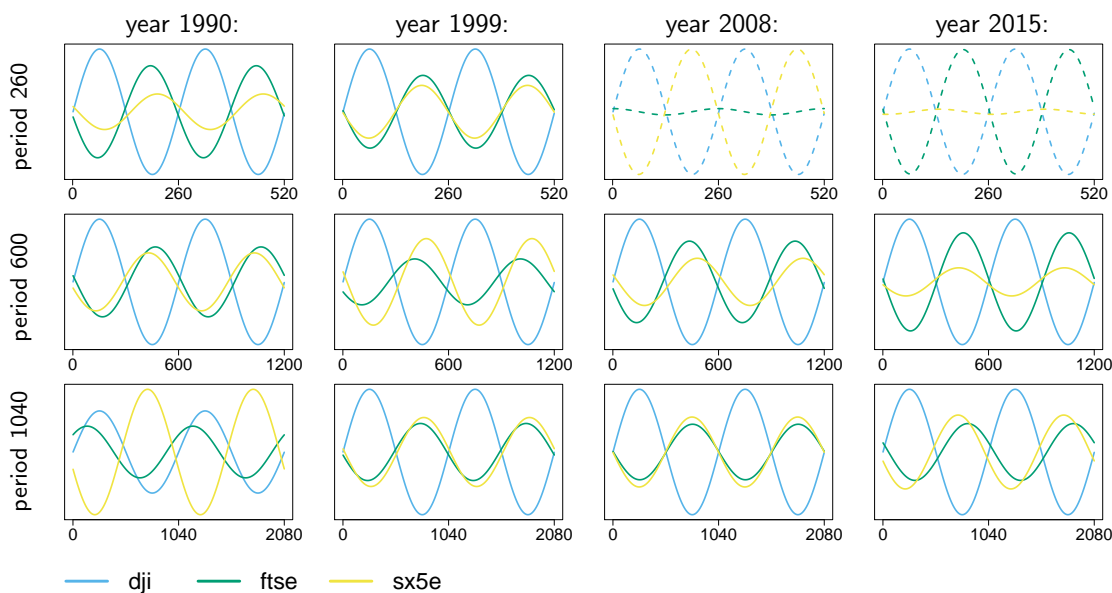 year 1990: year 1999: year 2008: year 2015:
period 260
0 260 520 0 260 520 0 260 520 0 260 520
period 600
0 600 1200 0 600 1200 0 600 1200 0 600 1200
period 1040
0 1040 2080 0 1040 2080 0 1040 2080 0 1040 2080
dji ftse sx5e